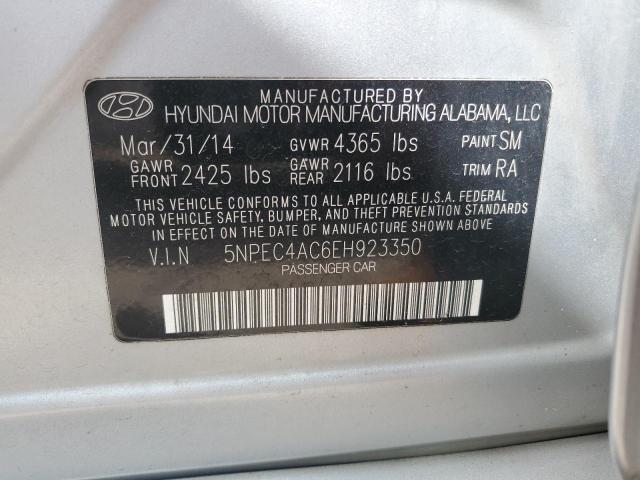 MANUFACTURED BY
HYUNDAI MOTOR MANUFACTURING ALABAMA, LLC
Mar/31/14 GVWR 4365 lbs PAINT SM
GAWR FRONT 2425 lbs GAWR REAR 2116 lbs TRIM RA
THIS VEHICLE CONFORMS TO ALL APPLICABLE U.S.A. FEDERAL
MOTOR VEHICLE SAFETY, BUMPER, AND THEFT PREVENTION STANDARDS
IN EFFECT ON THE DATE OF MANUFACTURE SHOWN ABOVE
V.I.N 5NPEC4AC6EH923350
PASSENGER CAR